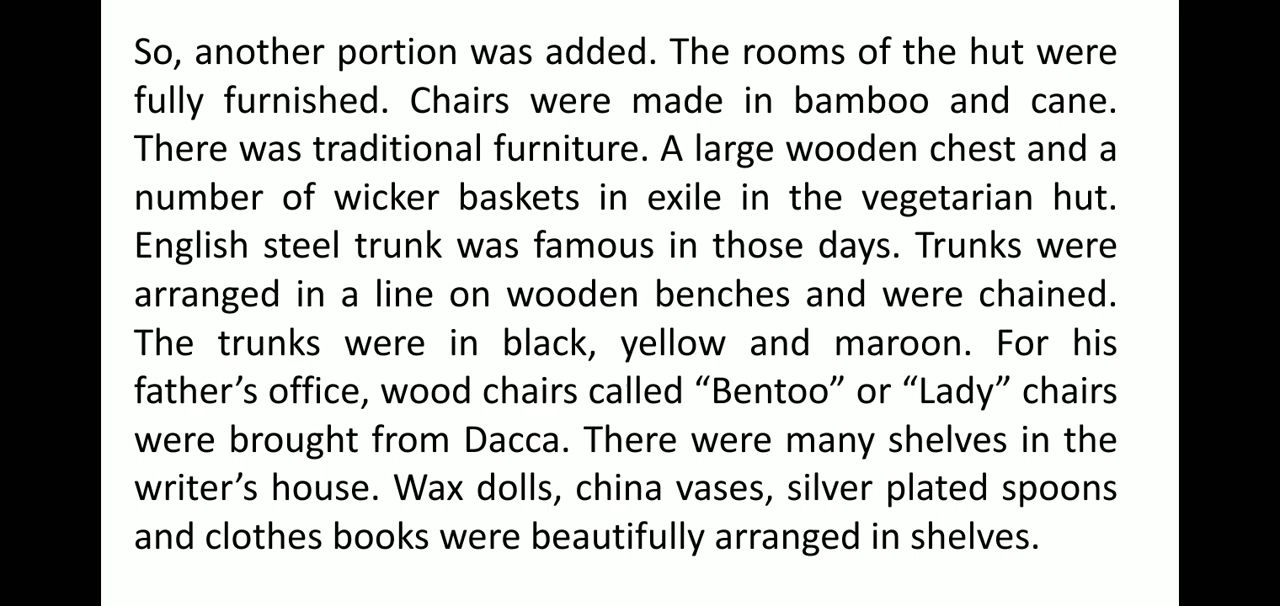 So, another portion was added. The rooms of the hut were
fully furnished. Chairs were made in bamboo and cane.
There was traditional furniture. A large wooden chest and a
number of wicker baskets in exile in the vegetarian hut.
English steel trunk was famous in those days. Trunks were
arranged in a line on wooden benches and were chained.
The trunks were in black, yellow and maroon. For his
father’s office, wood chairs called “Bentoo” or “Lady” chairs
were brought from Dacca. There were many shelves in the
writer’s house. Wax dolls, china vases, silver plated spoons
and clothes books were beautifully arranged in shelves.